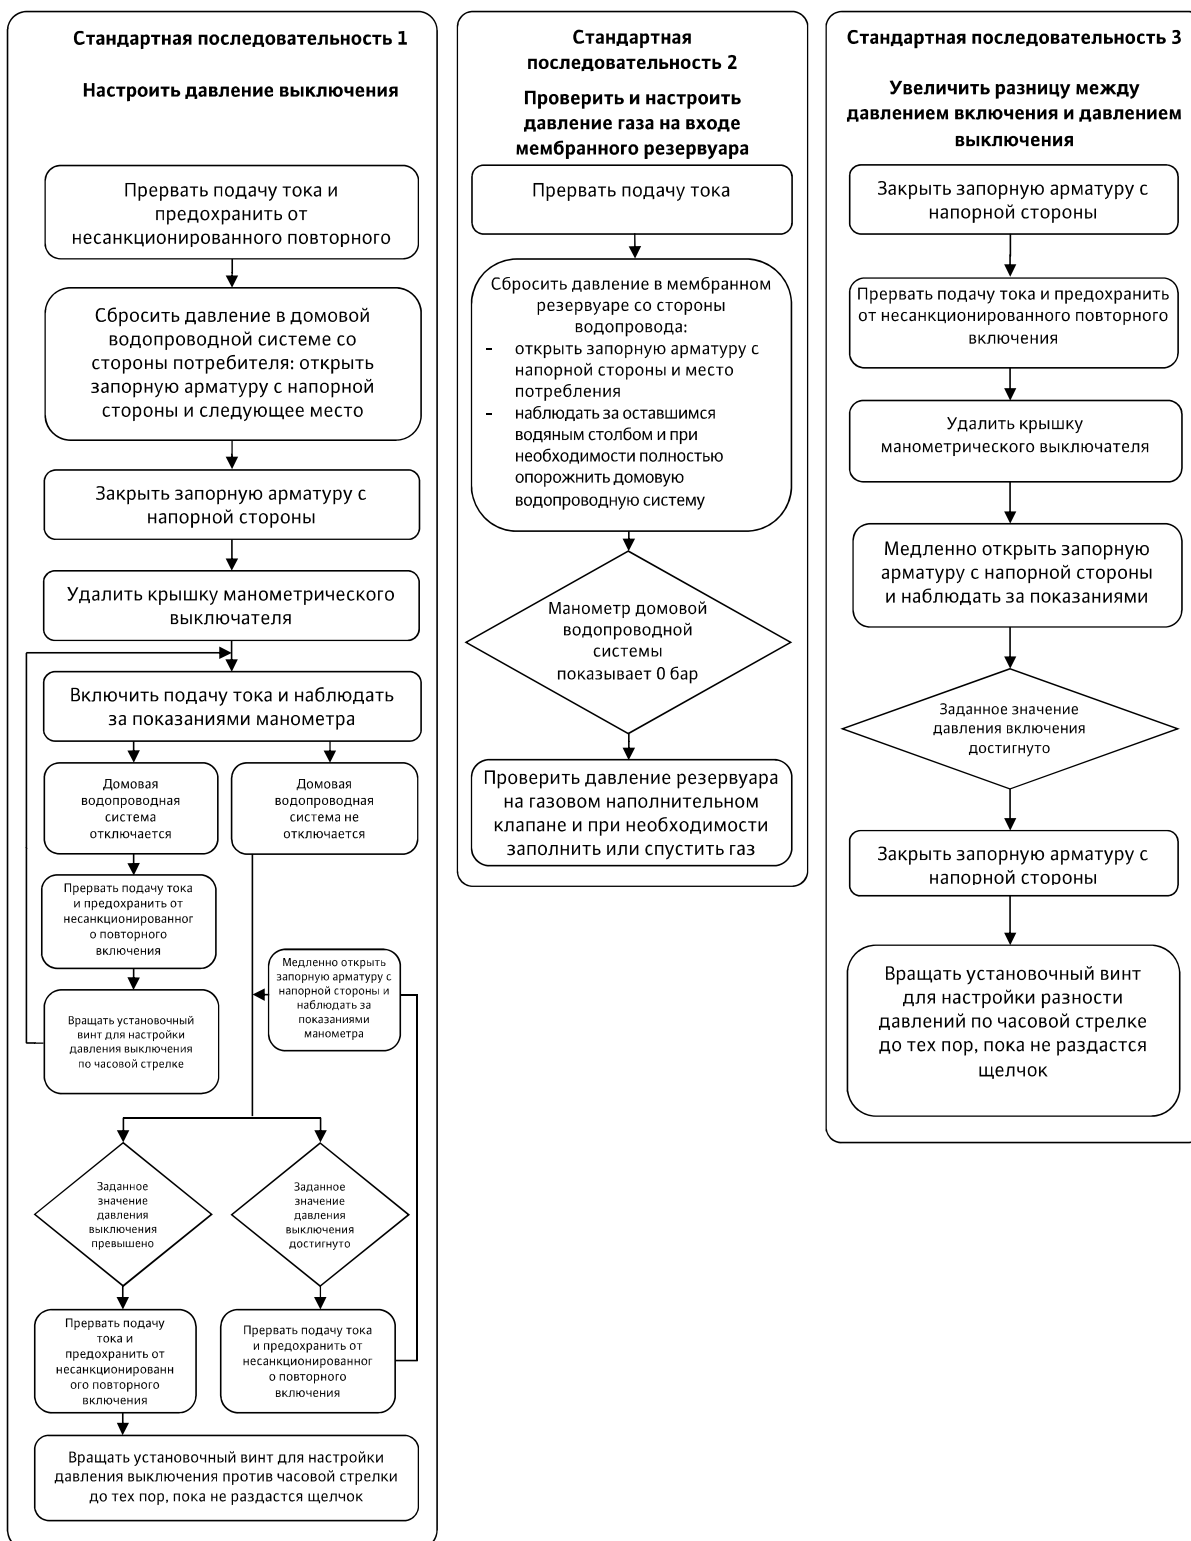 Стандартная последовательность 1
Настроить давление выключения
Прервать подачу тока и
предохранить от
несанкционированного повторного
Сбросить давление в домовой
водопроводной системе со
стороны потребителя: открыть
запорную арматуру с напорной
стороны и следующее место
Закрыть запорную арматуру с
напорной стороны
Удалить крышку манометрического
выключателя
Включить подачу тока и наблюдать
за показаниями манометра
Домовая
водопроводная
система
отключается
Домовая
водопроводная
система не
отключается
Прервать подачу тока
и предохранить от
несанкционированног
о повторного
включения
Вращать установочный
винт для настройки
давления выключения
по часовой стрелке
Медленно открыть
запорную арматуру с
напорной стороны и
наблюдать за
показаниями
манометра
Заданное
значение
давления
выключения
превышено
Заданное
значение
давления
выключения
достигнуто
Прервать подачу
тока и
предохранить от
несанкционированн
ого повторного
включения
Прервать подачу тока
и предохранить от
несанкционированног
о повторного
включения
Вращать установочный винт для настройки
давления выключения против часовой стрелки
до тех пор, пока не раздастся щелчок
Стандартная
последовательность 2
Проверить и настроить
давление газа на входе
мембранного резервуара
Прервать подачу тока
Сбросить давление в мембранном
резервуаре со стороны
водопровода:
- открыть запорную арматуру с
напорной стороны и место
потребления
- наблюдать за оставшимся
водяным столбом и при
необходимости полностью
опорожнить домовую
водопроводную систему
Манометр домовой
водопроводной
системы
показывает 0 бар
Проверить давление резервуара
на газовом наполнительном
клапане и при необходимости
заполнить или спустить газ
Стандартная последовательность 3
Увеличить разницу между
давлением включения и давлением
выключения
Закрыть запорную арматуру с
напорной стороны
Прервать подачу тока и предохранить
от несанкционированного повторного
включения
Удалить крышку
манометрического выключателя
Медленно открыть запорную
арматуру с напорной стороны
и наблюдать за показаниями
Заданное значение
давления включения
достигнуто
Закрыть запорную арматуру с
напорной стороны
Вращать установочный винт
для настройки разности
давлений по часовой стрелке
до тех пор, пока не раздастся
щелчок